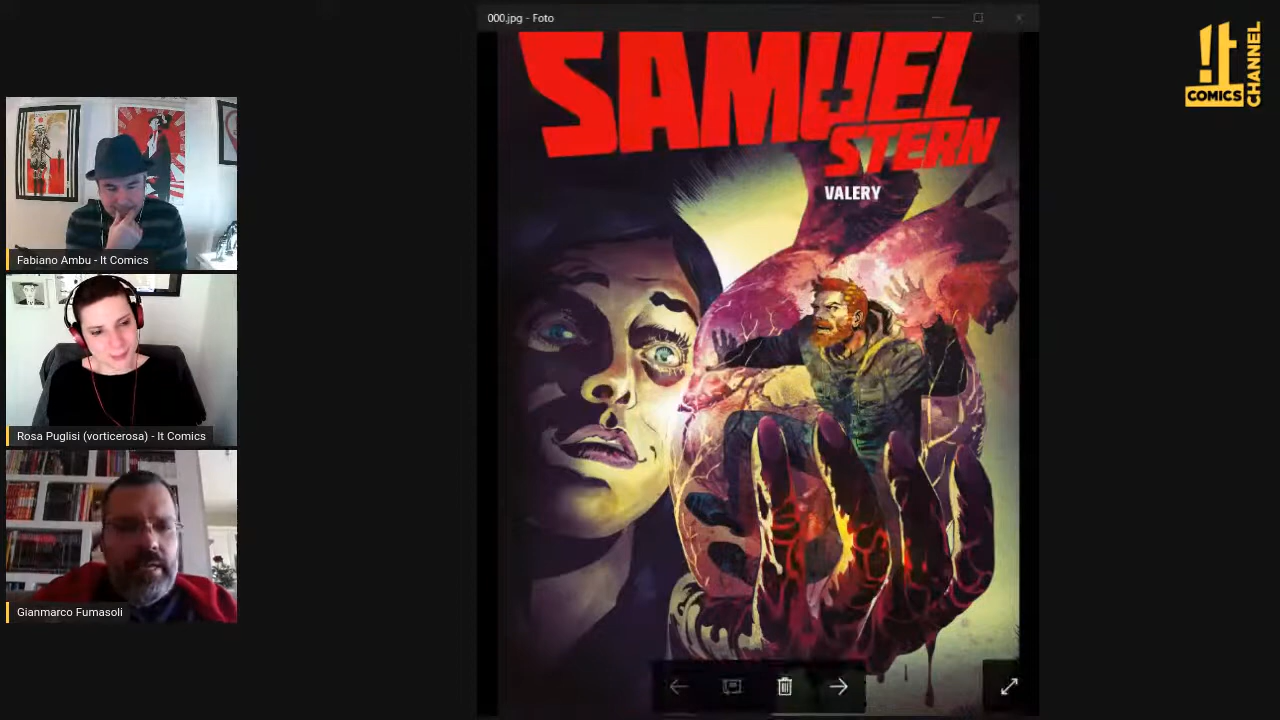 000.jpg - Foto
!t
COMICS
CHANNEL
SAMUEL
STERN
VALERY
Fabiano Ambu - It Comics
Rosa Puglisi (vorticerosa) - It Comics
Gianmarco Fumasoli